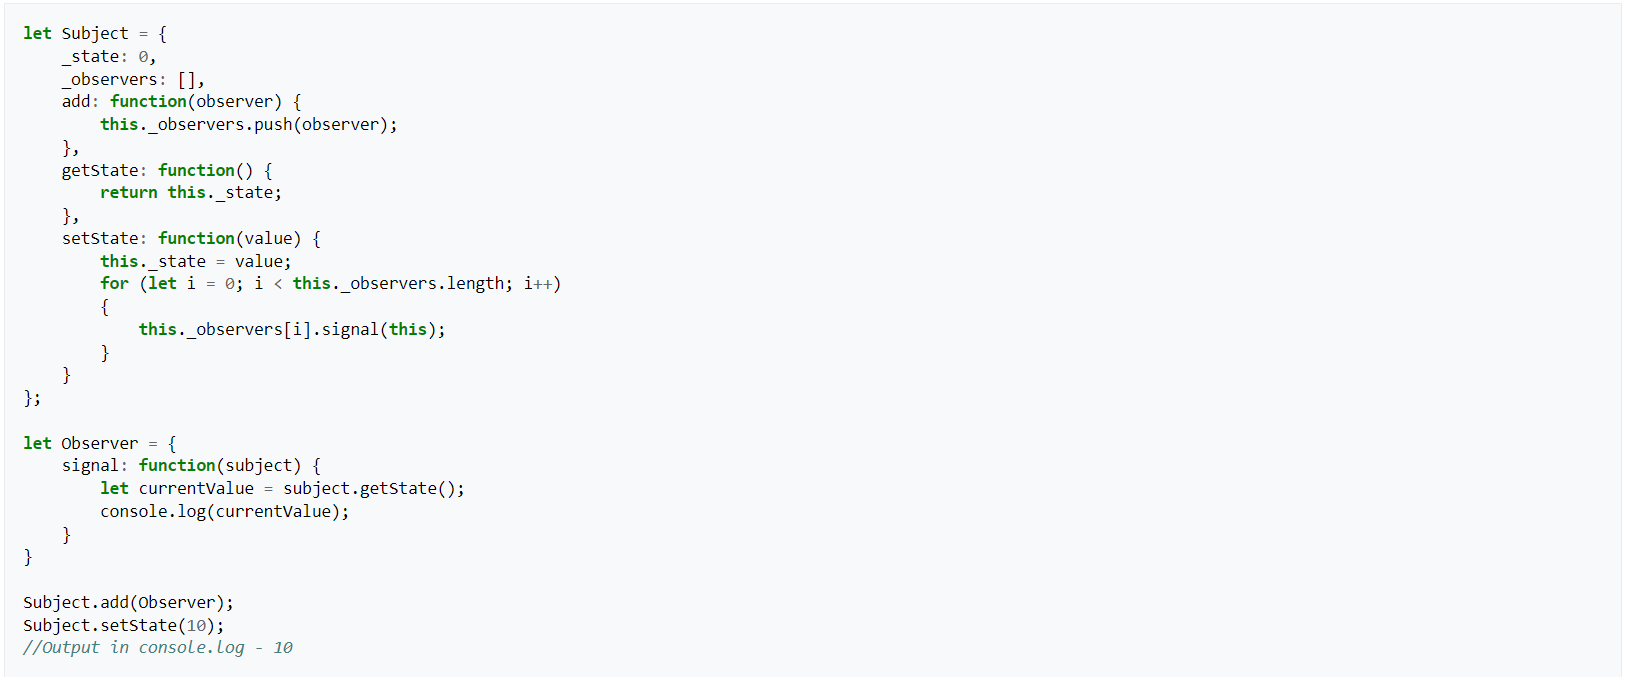 let Subject = {
    _state: 0,
    _observers: [],
    add: function(observer) {
        this._observers.push(observer);
    },
    getState: function() {
        return this._state;
    },
    setState: function(value) {
        this._state = value;
        for (let i = 0; i < this._observers.length; i++)
        {
            this._observers[i].signal(this);
        }
    }
};

let Observer = {
    signal: function(subject) {
        let currentValue = subject.getState();
        console.log(currentValue);
    }
}

Subject.add(Observer);
Subject.setState(10);
//Output in console.log - 10